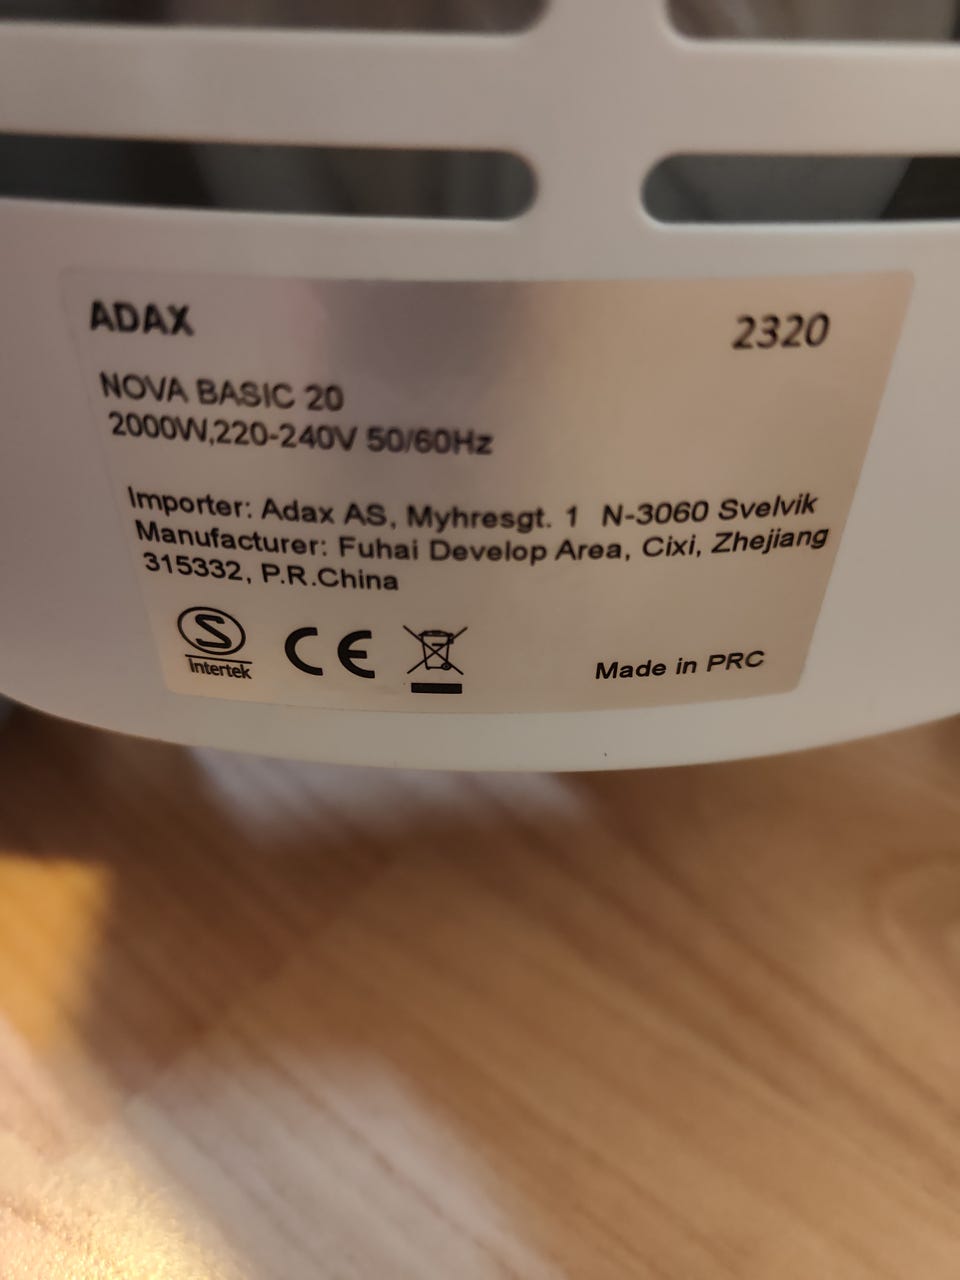 ADAX 2320
NOVA BASIC 20
2000W,220-240V 50/60Hz
Importer: Adax AS, Myhresgt. 1 N-3060 Svelvik
Manufacturer: Fuhai Develop Area, Cixi, Zhejiang
315332, P.R.China
S
Intertek
CE
Made in PRC